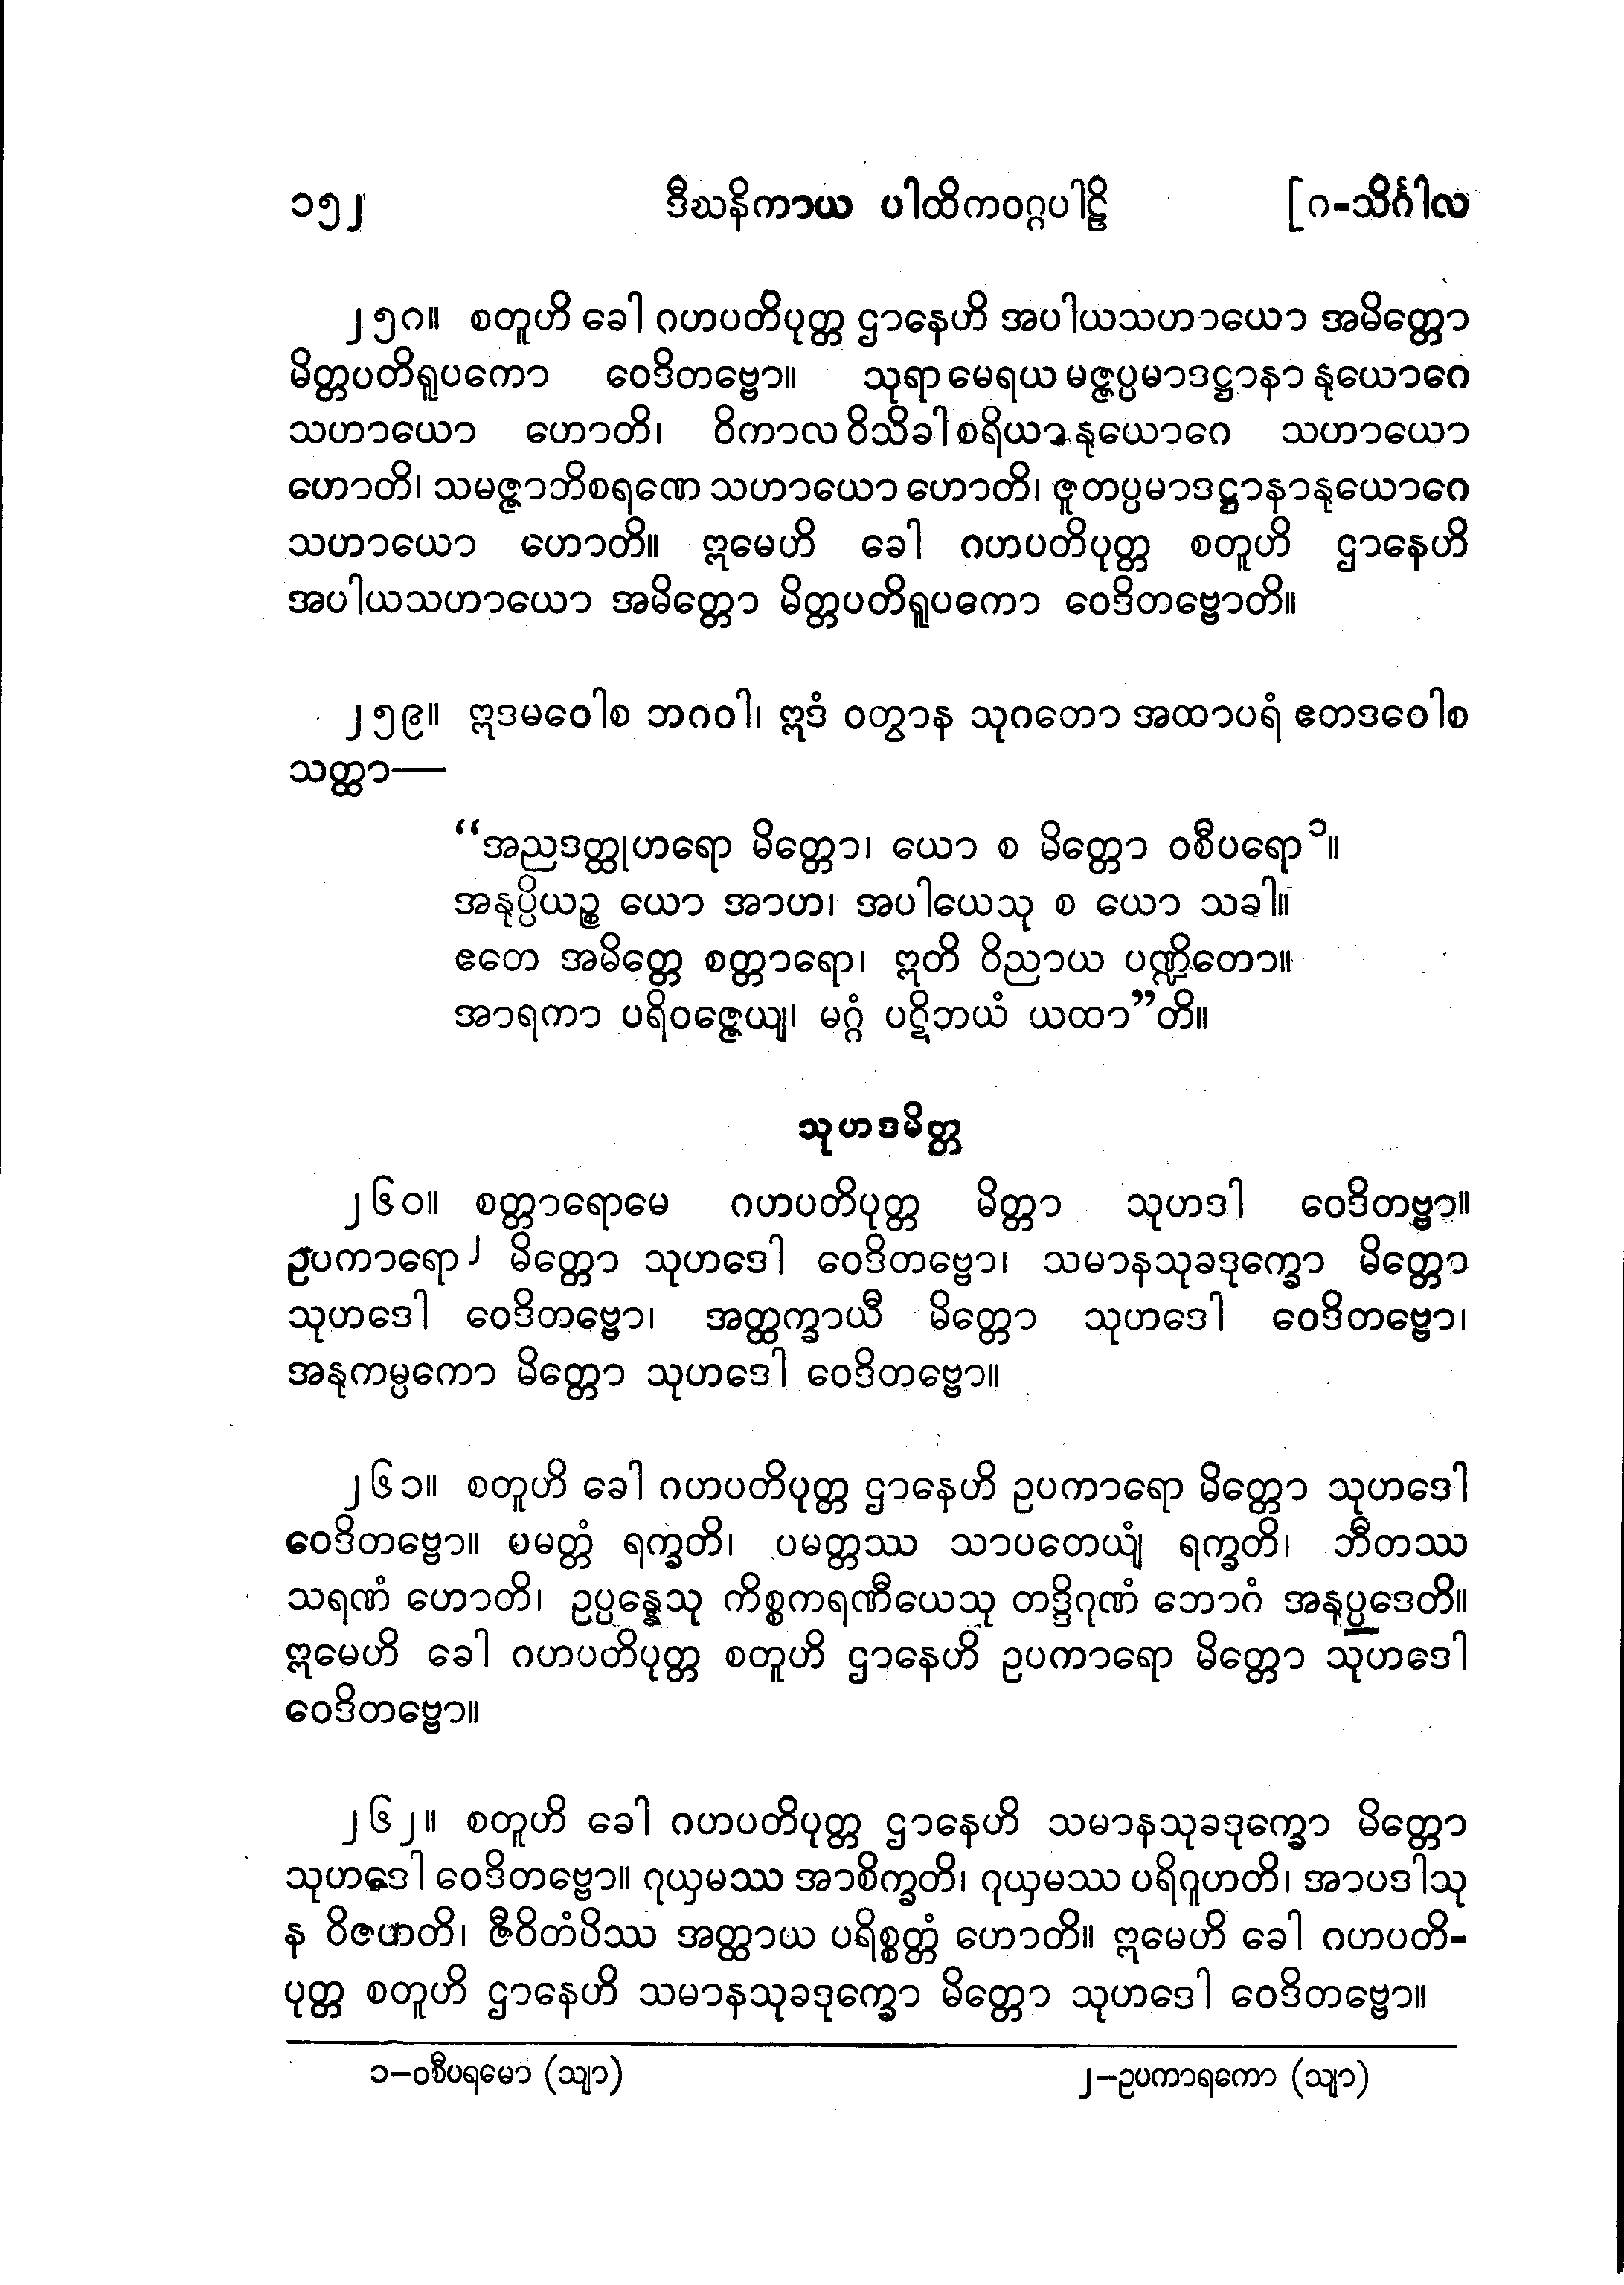 ၁၅၂ ဒီဃနိကာယ ပါထိကဝဂ္ဂပါဠိ [ဂ-သိင်္ဂါလ
၂၅ဂ။ စတူဟိ ခေါ ဂဟပတိပုတ္တ ဌာနေဟိ အပါယသဟာယော အမိတ္တော
မိတ္တပတိရူပကော ဝေဒိတဗ္ဗော။ သုရာ မေရယ မဇ္ဇပ္ပမာဒဋ္ဌာနာ နုယောဂေ
သဟာယော ဟောတိ၊ ဝိကာလ ဝိသိခါ စရိယာ နုယောဂေ သဟာယော
ဟောတိ၊ သမဇ္ဇာဘိစရဏေ သဟာယော ဟောတိ၊ ဇူတပ္ပမာဒဋ္ဌာနာနုယောဂေ
သဟာယော ဟောတိ။ ဣမေဟိ ခေါ ဂဟပတိပုတ္တ စတူဟိ ဌာနေဟိ
အပါယသဟာယော အမိတ္တော မိတ္တပတိရူပကော ဝေဒိတဗ္ဗောတိ။
၂၅၉။ ဣဒမဝေါစ ဘဂဝါ၊ ဣဒံ ဝတွာန သုဂတော အထာပရံ ဧတဒဝေါစ
သတ္ထာ—
“အညဒတ္ထုဟရော မိတ္တော၊ ယော စ မိတ္တော ဝစီပရော၁။
အနုပ္ပိယဉ္စ ယော အာဟ၊ အပါယေသု စ ယော သခါ။
ဧတေ အမိတ္တေ စတ္တာရော၊ ဣတိ ဝိညာယ ပဏ္ဍိတော။
အာရကာ ပရိဝဇ္ဇေယျ၊ မဂ္ဂံ ပဋိဘယံ ယထာ”တိ။
သုဟဒမိတ္တ
၂၆၀။ စတ္တာရောမေ ဂဟပတိပုတ္တ မိတ္တာ သုဟဒါ ဝေဒိတဗ္ဗာ။
ဥပကာရော၂ မိတ္တော သုဟဒေါ ဝေဒိတဗ္ဗော၊ သမာနသုခဒုက္ခော မိတ္တော
သုဟဒေါ ဝေဒိတဗ္ဗော၊ အတ္ထက္ခာယီ မိတ္တော သုဟဒေါ ဝေဒိတဗ္ဗော၊
အနုကမ္ပကော မိတ္တော သုဟဒေါ ဝေဒိတဗ္ဗော။
၂၆၁။ စတူဟိ ခေါ ဂဟပတိပုတ္တ ဌာနေဟိ ဥပကာရော မိတ္တော သုဟဒေါ
ဝေဒိတဗ္ဗော။ ပမတ္တံ ရက္ခတိ၊ ပမတ္တဿ သာပတေယျံ ရက္ခတိ၊ ဘီတဿ
သရဏံ ဟောတိ၊ ဥပ္ပန္နေသု ကိစ္စကရဏီယေသု တဒ္ဒိဂုဏံ ဘောဂံ အနုပ္ပဒေတိ။
ဣမေဟိ ခေါ ဂဟပတိပုတ္တ စတူဟိ ဌာနေဟိ ဥပကာရော မိတ္တော သုဟဒေါ
ဝေဒိတဗ္ဗော။
၂၆၂။ စတူဟိ ခေါ ဂဟပတိပုတ္တ ဌာနေဟိ သမာနသုခဒုက္ခော မိတ္တော
သုဟဒေါ ဝေဒိတဗ္ဗော။ ဂုယှမဿ အာစိက္ခတိ၊ ဂုယှမဿ ပရိဂူဟတိ၊ အာပဒါသု
န ဝိဇဟတိ၊ ဇီဝိတံပိဿ အတ္ထာယ ပရိစ္စတ္တံ ဟောတိ။ ဣမေဟိ ခေါ ဂဟပတိ-
ပုတ္တ စတူဟိ ဌာနေဟိ သမာနသုခဒုက္ခော မိတ္တော သုဟဒေါ ဝေဒိတဗ္ဗော။
၁—ဝစီပရမော (သျာ) ၂—ဥပကာရကော (သျာ)